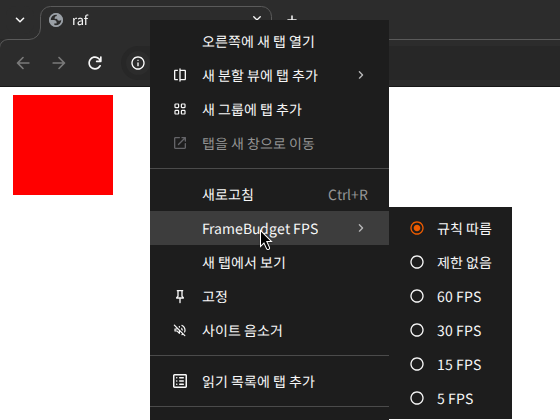 raf
오른쪽에 새 탭 열기
새 분할 뷰에 탭 추가
새 그룹에 탭 추가
탭을 새 창으로 이동
새로고침 Ctrl+R
FrameBudget FPS
새 탭에서 보기
고정
사이트 음소거
읽기 목록에 탭 추가
규칙 따름
제한 없음
60 FPS
30 FPS
15 FPS
5 FPS